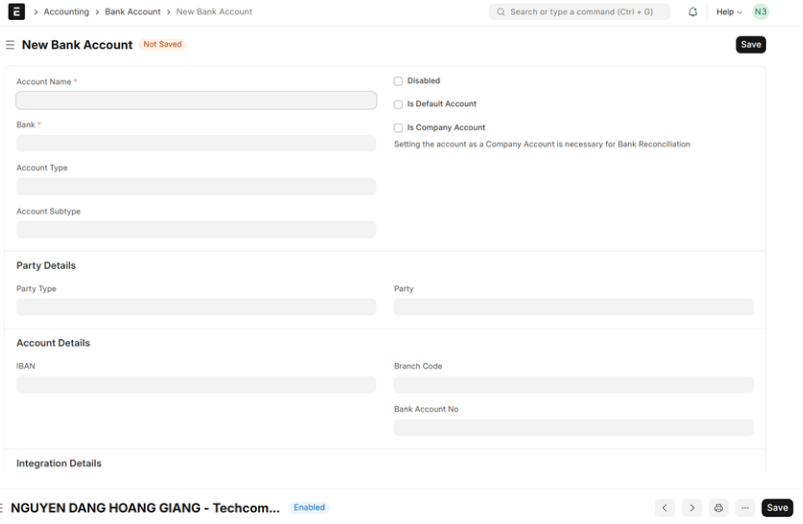 E > Accounting > Bank Account > New Bank Account Search or type a command (Ctrl + G) Help N3
New Bank Account Not Saved Save
Account Name *
Disabled
Is Default Account
Bank *
Is Company Account
Setting the account as a Company Account is necessary for Bank Reconciliation
Account Type
Account Subtype
Party Details
Party Type Party
Account Details
IBAN Branch Code
Bank Account No
Integration Details
NGUYEN DANG HOANG GIANG - Techcom... Enabled Save